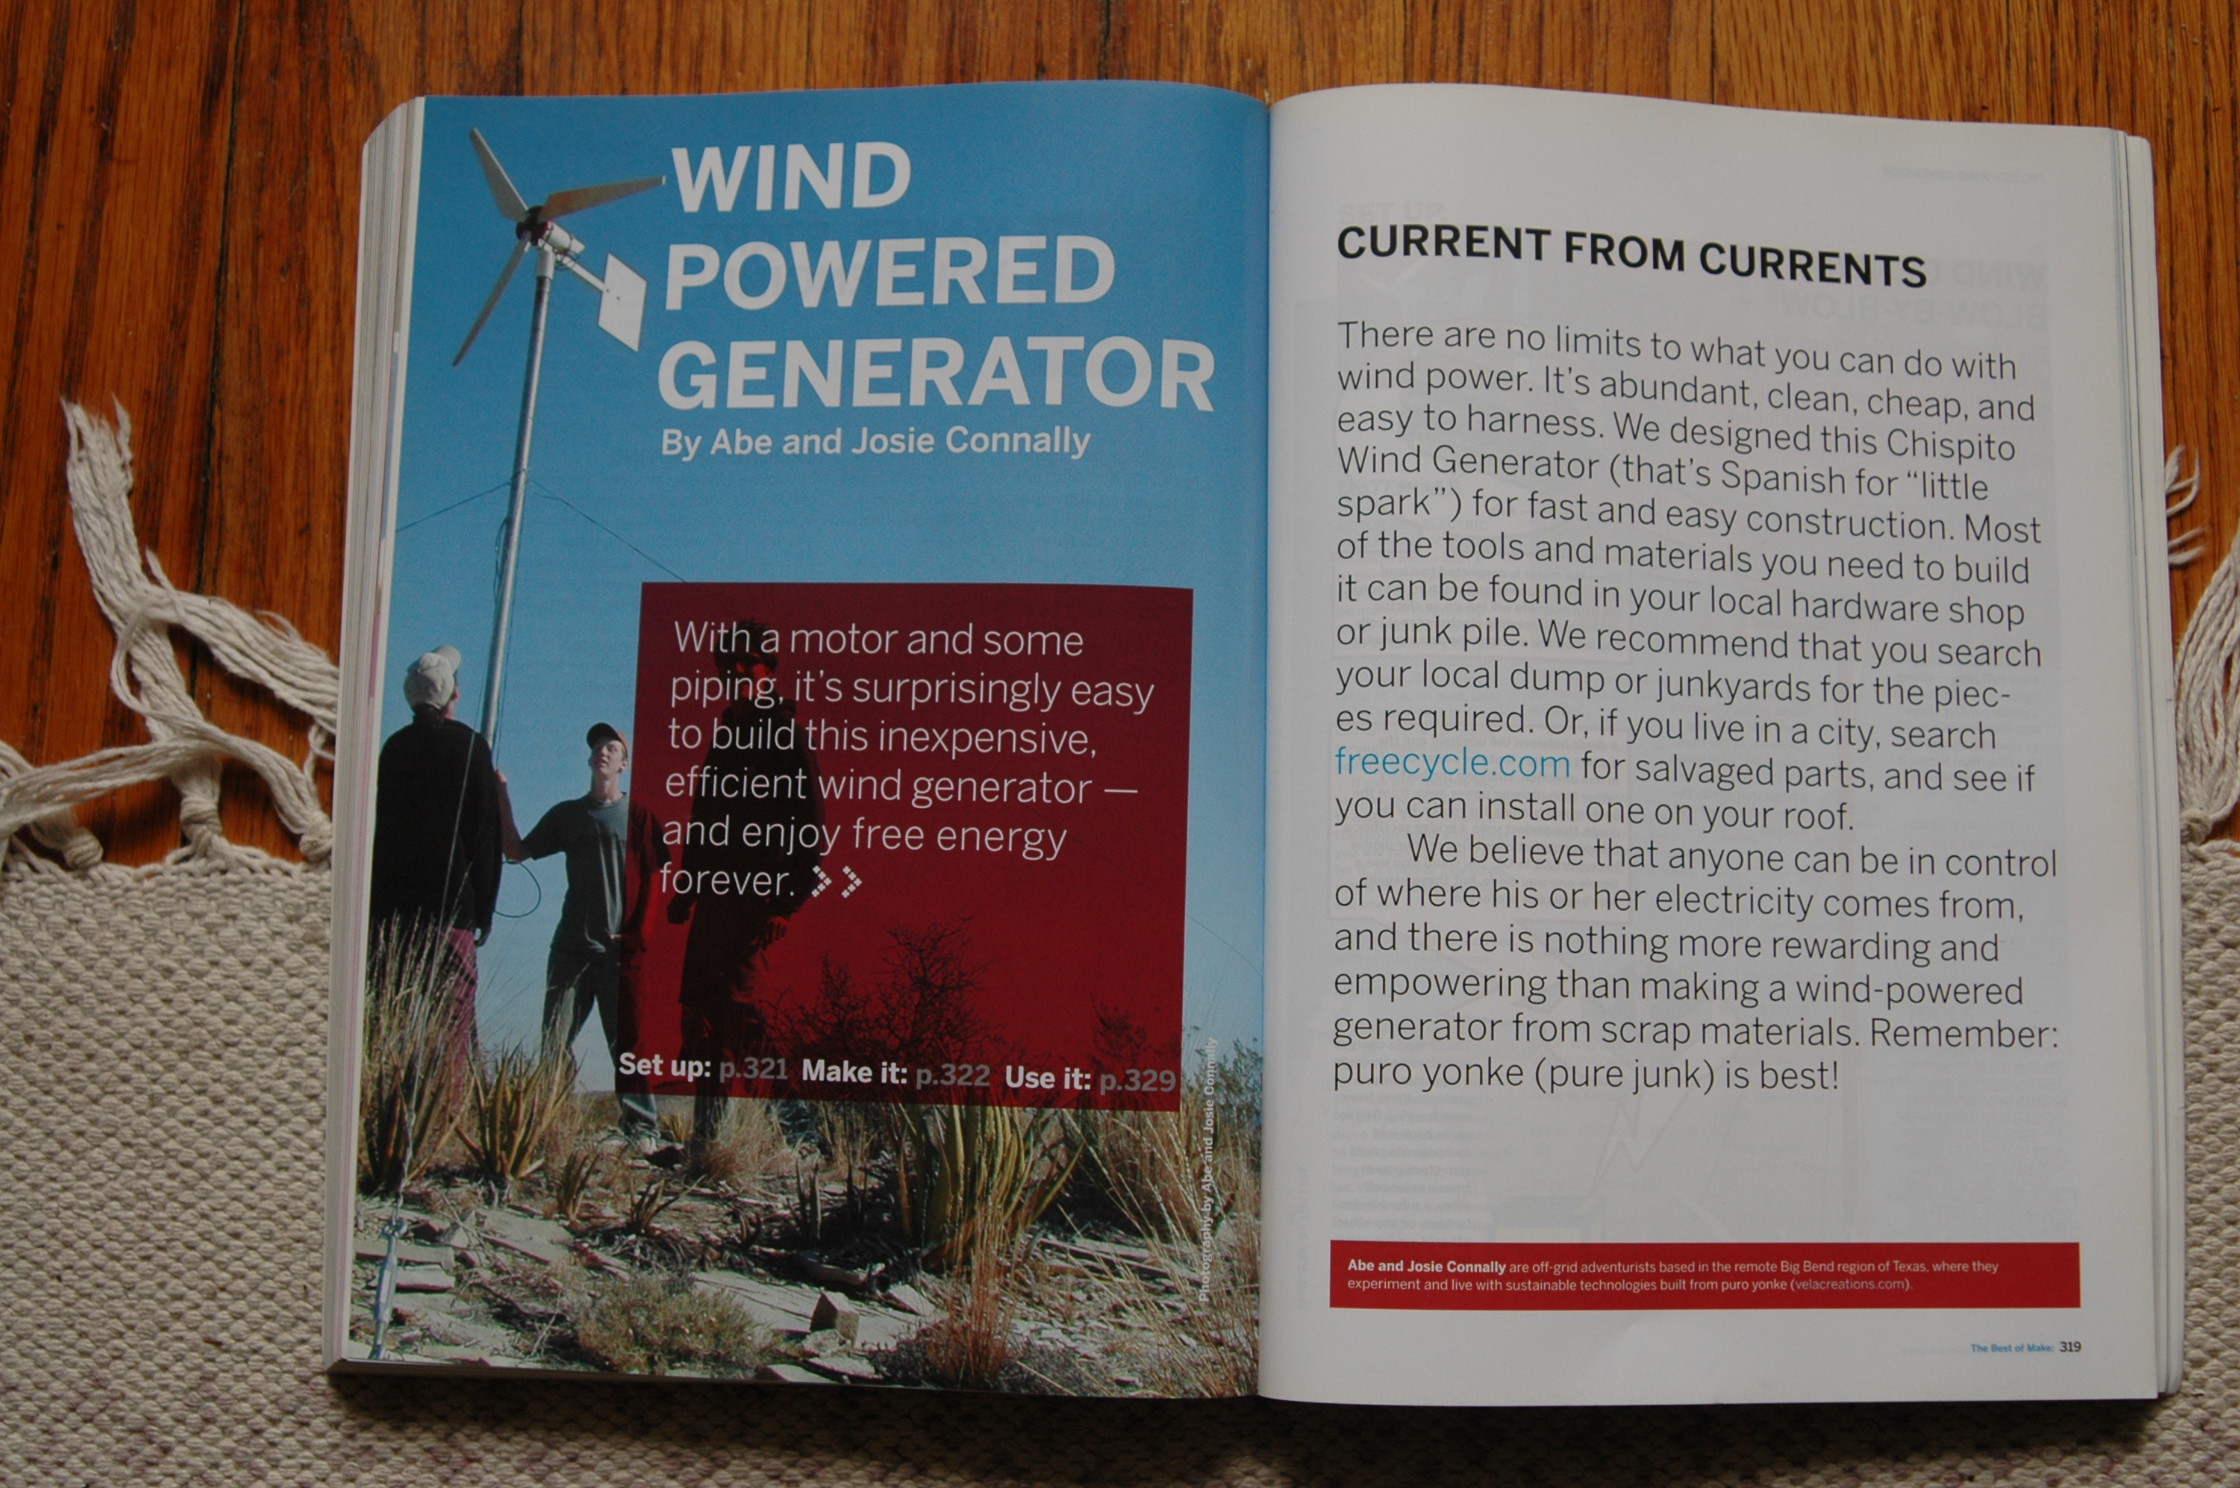 WIND
POWERED
GENERATOR
By Abe and Josie Connally
With a motor and some
piping, it's surprisingly easy
to build this inexpensive,
efficient wind generator —
and enjoy free energy
forever.
Set up: p.321 Make it: p.322 Use it: p.329
Photography by Abe and Josie Connally
CURRENT FROM CURRENTS
There are no limits to what you can do with
wind power. It's abundant, clean, cheap, and
easy to harness. We designed this Chispito
Wind Generator (that's Spanish for "little
spark") for fast and easy construction. Most
of the tools and materials you need to build
it can be found in your local hardware shop
or junk pile. We recommend that you search
your local dump or junkyards for the piec-
es required. Or, if you live in a city, search
freecycle.com for salvaged parts, and see if
you can install one on your roof.
We believe that anyone can be in control
of where his or her electricity comes from,
and there is nothing more rewarding and
empowering than making a wind-powered
generator from scrap materials. Remember:
puro yonke (pure junk) is best!
Abe and Josie Connally are off-grid adventurists based in the remote Big Bend region of Texas, where they
experiment and live with sustainable technologies built from puro yonke (velacreations.com).
The Best of Make: 319